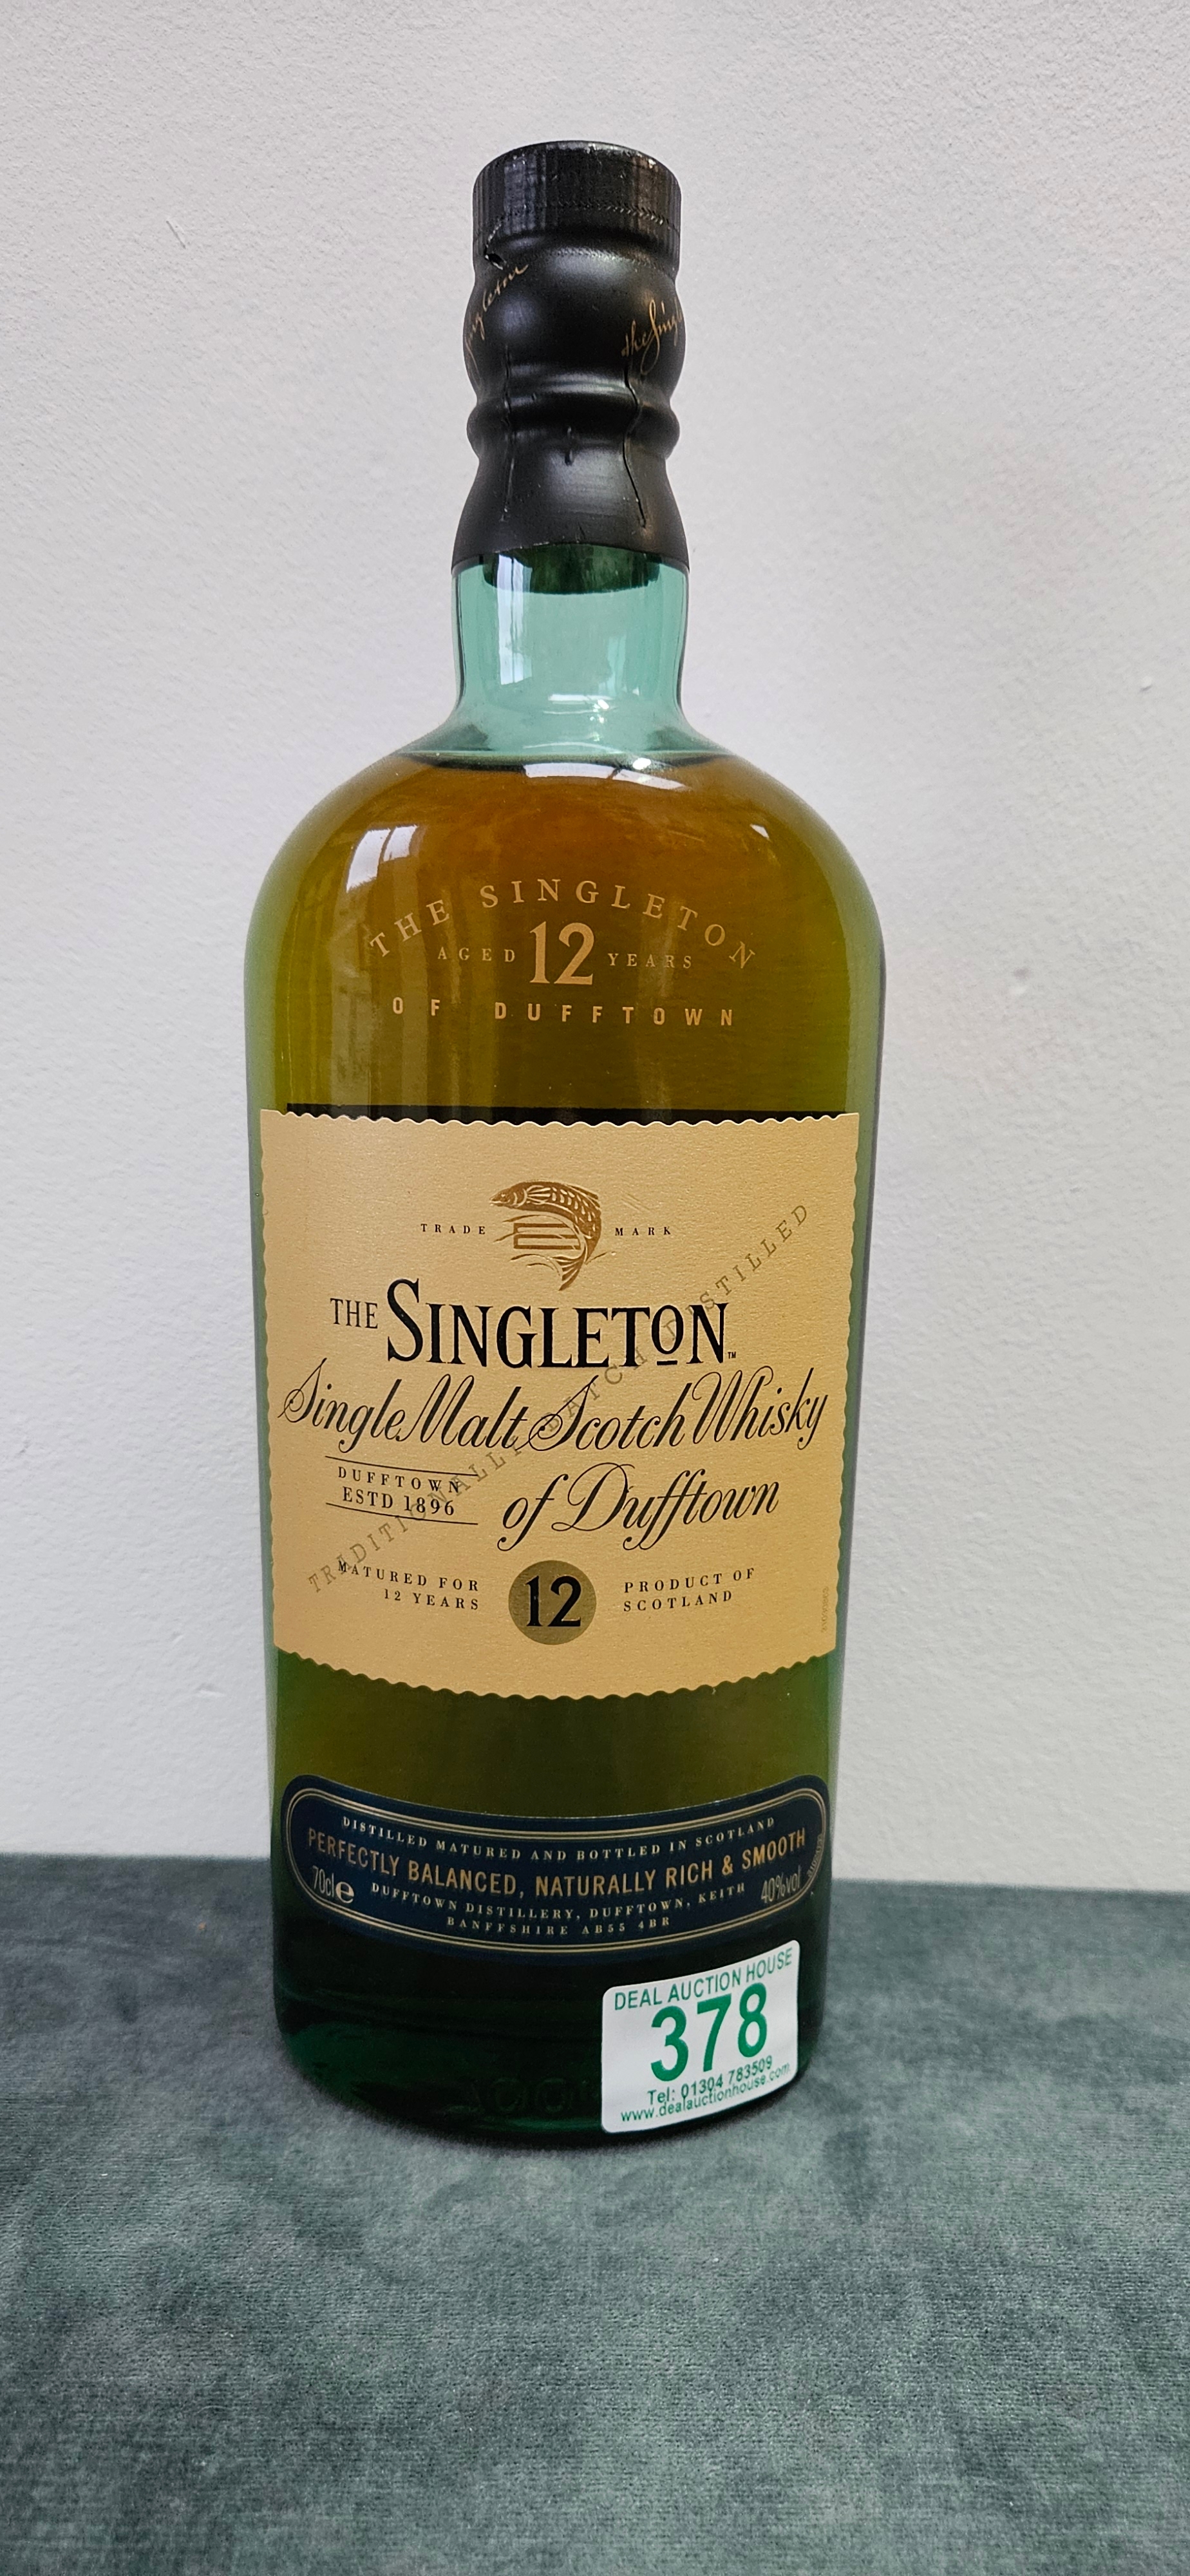 THE SINGLETON
AGED 12 YEARS
OF DUFFTOWN
TRADE MARK
THE SINGLETON™
Single Malt Scotch Whisky
DUFFTOWN
ESTD 1896
of Dufftown
TRADITIONALLY BATCH DISTILLED
MATURED FOR
12 YEARS
12
PRODUCT OF
SCOTLAND
DISTILLED MATURED AND BOTTLED IN SCOTLAND
PERFECTLY BALANCED, NATURALLY RICH & SMOOTH
70cl e
DUFFTOWN DISTILLERY, DUFFTOWN, KEITH
40%vol
BANFFSHIRE AB55 4BR
DEAL AUCTION HOUSE
378
Tel: 01304 783509
www.dealauctionhouse.com